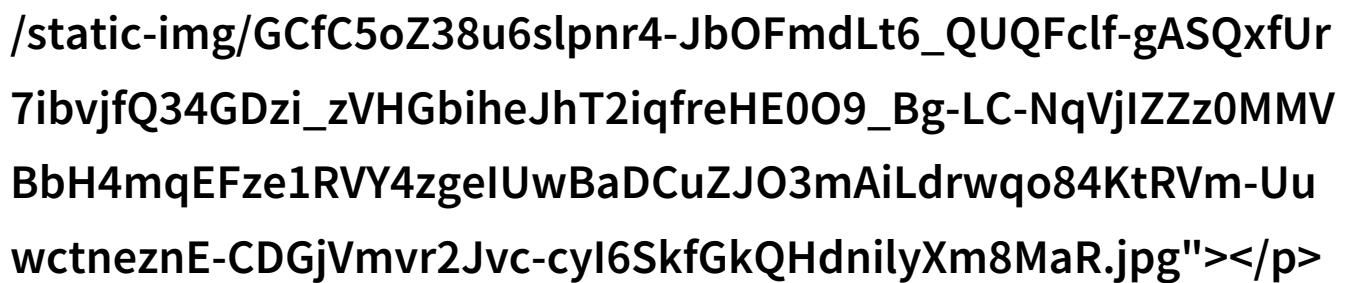 /static-img/GCfC5oZ38u6slpnr4-JbOFmdLt6_QUQFclf-gASQxfUr
7ibvjfQ34GDzi_zVHGbiheJhT2iqfreHE0O9_Bg-LC-NqVjIZZz0MMV
BbH4mqEFze1RVY4zgeIUwBaDCuZJO3mAiLdrwqo84KtRVm-Uu
wctneznE-CDGjVmvr2Jvc-cyI6SkfGkQHdnilyXm8MaR.jpg"></p>